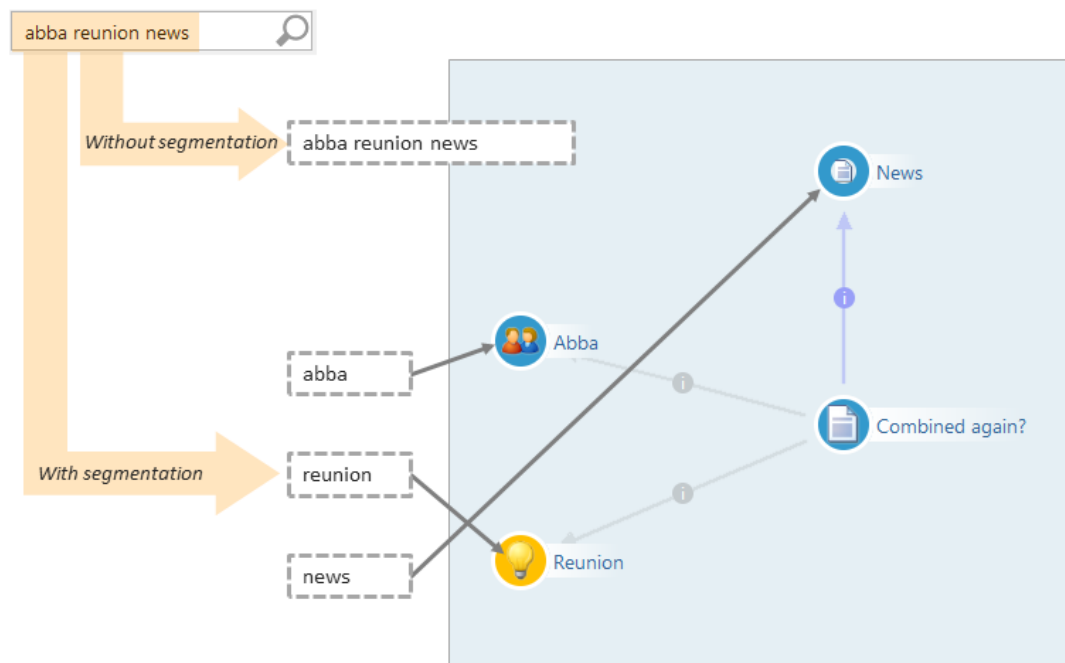 abba reunion news
Without segmentation
abba reunion news
News
i
Abba
abba
i
Combined again?
With segmentation
reunion
i
Reunion
news